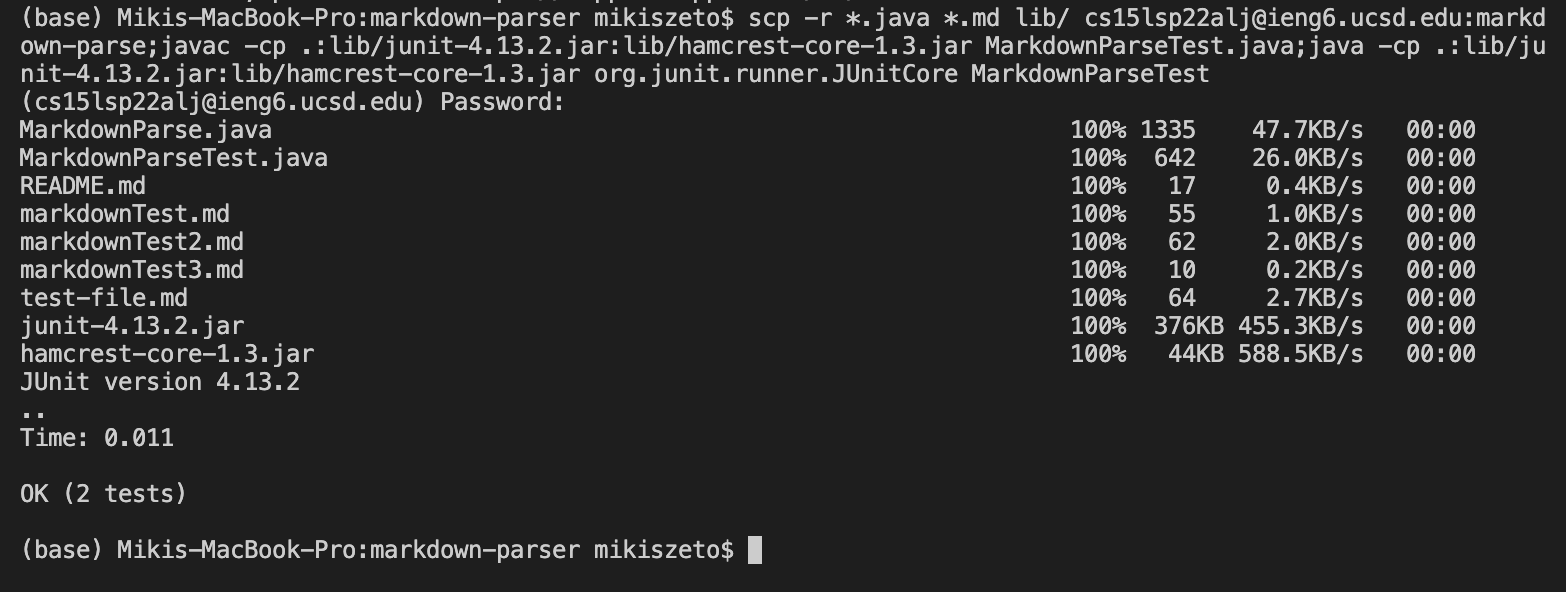 (base) Mikis-MacBook-Pro:markdown-parser mikiszeto$ scp -r *.java *.md lib/ cs15lsp22alj@ieng6.ucsd.edu:markd
own-parse;javac -cp .:lib/junit-4.13.2.jar:lib/hamcrest-core-1.3.jar MarkdownParseTest.java;java -cp .:lib/ju
nit-4.13.2.jar:lib/hamcrest-core-1.3.jar org.junit.runner.JUnitCore MarkdownParseTest
(cs15lsp22alj@ieng6.ucsd.edu) Password:
MarkdownParse.java 100% 1335 47.7KB/s 00:00
MarkdownParseTest.java 100% 642 26.0KB/s 00:00
README.md 100% 17 0.4KB/s 00:00
markdownTest.md 100% 55 1.0KB/s 00:00
markdownTest2.md 100% 62 2.0KB/s 00:00
markdownTest3.md 100% 10 0.2KB/s 00:00
test-file.md 100% 64 2.7KB/s 00:00
junit-4.13.2.jar 100% 376KB 455.3KB/s 00:00
hamcrest-core-1.3.jar 100% 44KB 588.5KB/s 00:00
JUnit version 4.13.2
..
Time: 0.011
OK (2 tests)
(base) Mikis-MacBook-Pro:markdown-parser mikiszeto$